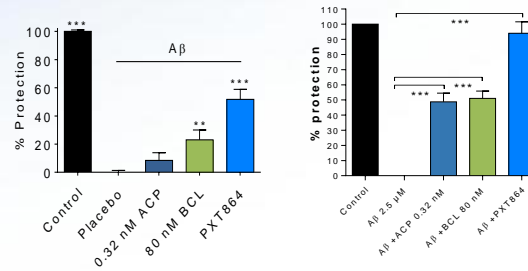 % Protection
100
80
60
40
20
0
***
Aβ
**
***
Control
Placebo
0.32 nM ACP
80 nM BCL
PXT864
% protection
110
100
90
80
70
60
50
40
30
20
10
0
***
***
***
Control
Aβ 2.5 µM
Aβ +ACP 0.32 nM
Aβ +BCL 80 nM
Aβ +PXT864